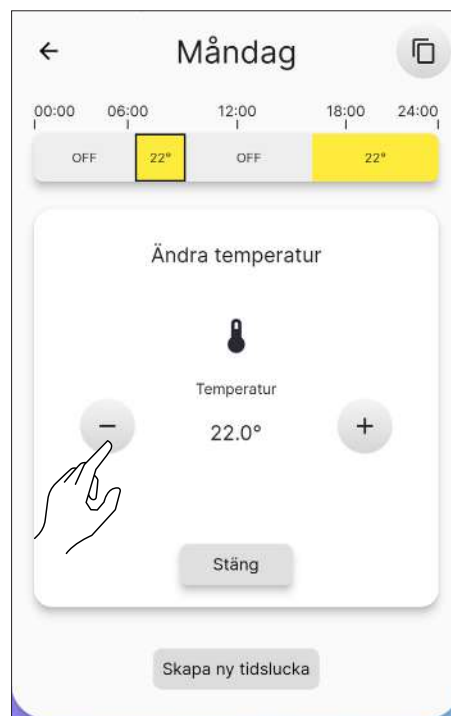 Måndag
00:00 06:00 12:00 18:00 24:00
OFF 22° OFF 22°
Ändra temperatur
Temperatur
− 22.0° +
Stäng
Skapa ny tidslucka